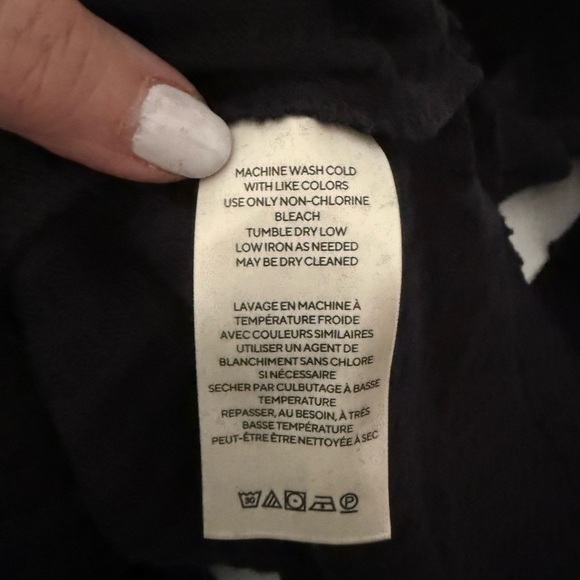 MACHINE WASH COLD
WITH LIKE COLORS
USE ONLY NON-CHLORINE
BLEACH
TUMBLE DRY LOW
LOW IRON AS NEEDED
MAY BE DRY CLEANED
LAVAGE EN MACHINE À
TEMPÉRATURE FROIDE
AVEC COULEURS SIMILAIRES
UTILISER UN AGENT DE
BLANCHIMENT SANS CHLORE
SI NÉCESSAIRE
SECHER PAR CULBUTAGE À BASSE
TEMPERATURE
REPASSER, AU BESOIN, À TRÈS
BASSE TEMPÉRATURE
PEUT-ÊTRE ÊTRE NETTOYÉE À SEC
30 P